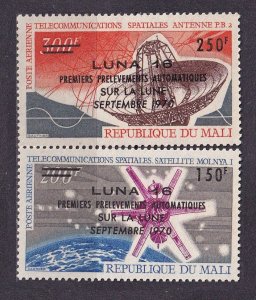 TELECOMMUNICATIONS SPATIALES ANTENNE P.B.2
POSTE AERIENNE
300F 250F
LUNA 16
PREMIERS PRELEVEMENTS AUTOMATIQUES
SUR LA LUNE
SEPTEMBRE 1970
REPUBLIQUE DU MALI
TELECOMMUNICATIONS SPATIALES. SATELLITE MOLNYA
POSTE AERIENNE
200F 150F
LUNA 16
PREMIERS PRELEVEMENTS AUTOMATIQUES
SUR LA LUNE
SEPTEMBRE 1970
REPUBLIQUE DU MALI